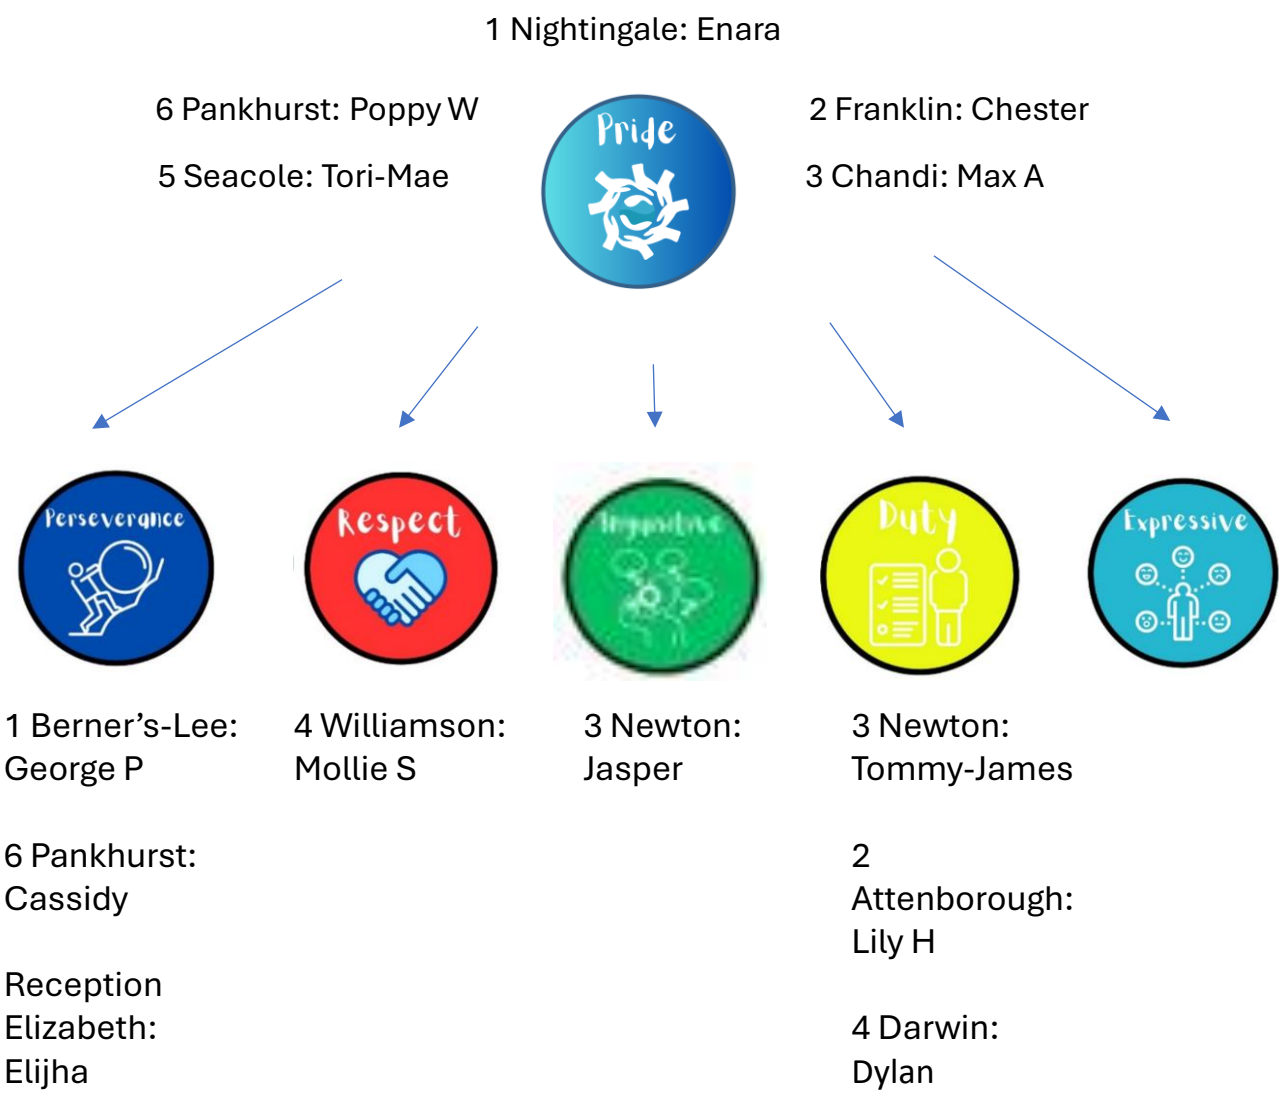 1 Nightingale: Enara
6 Pankhurst: Poppy W
2 Franklin: Chester
5 Seacole: Tori-Mae
3 Chandi: Max A
Pride
Perseverance
Respect
Duty
Expressive
1 Berner’s-Lee:
George P
6 Pankhurst:
Cassidy
Reception
Elizabeth:
Elijha
4 Williamson:
Mollie S
3 Newton:
Jasper
3 Newton:
Tommy-James
2
Attenborough:
Lily H
4 Darwin:
Dylan